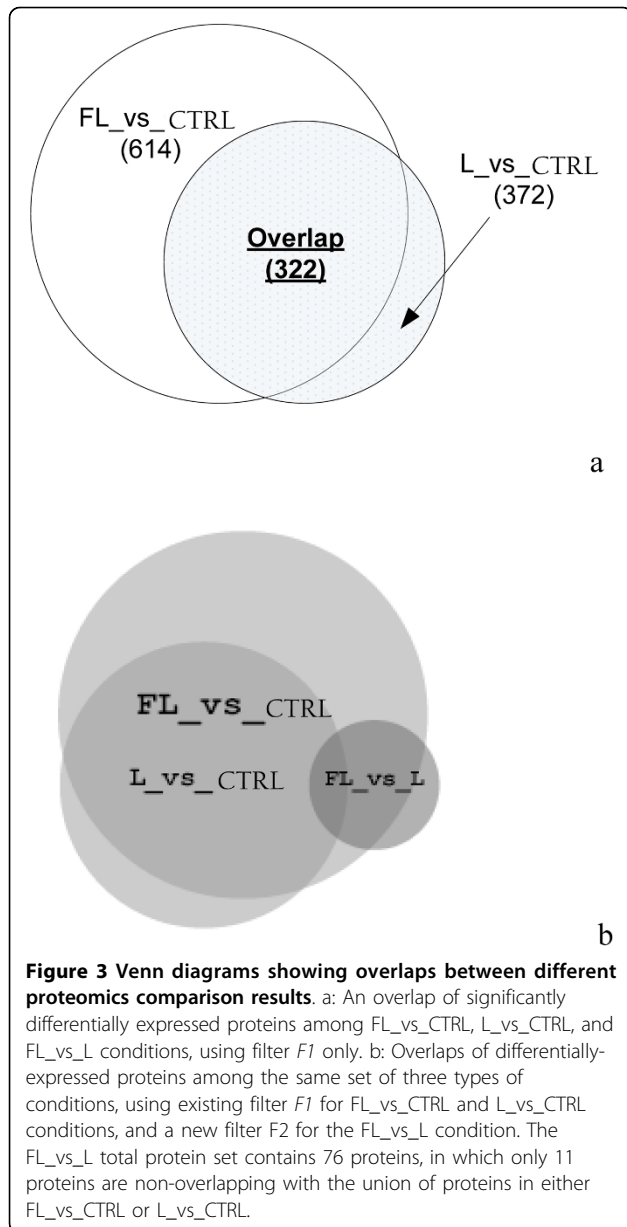 FL_vs_CTRL
(614)
L_vs_CTRL
(372)
Overlap
(322)
a
FL_vs_CTRL
L_vs_CTRL
FL_vs_L
b
Figure 3 Venn diagrams showing overlaps between different
proteomics comparison results. a: An overlap of significantly
differentially expressed proteins among FL_vs_CTRL, L_vs_CTRL, and
FL_vs_L conditions, using filter F1 only. b: Overlaps of differentially-
expressed proteins among the same set of three types of
conditions, using existing filter F1 for FL_vs_CTRL and L_vs_CTRL
conditions, and a new filter F2 for the FL_vs_L condition. The
FL_vs_L total protein set contains 76 proteins, in which only 11
proteins are non-overlapping with the union of proteins in either
FL_vs_CTRL or L_vs_CTRL.